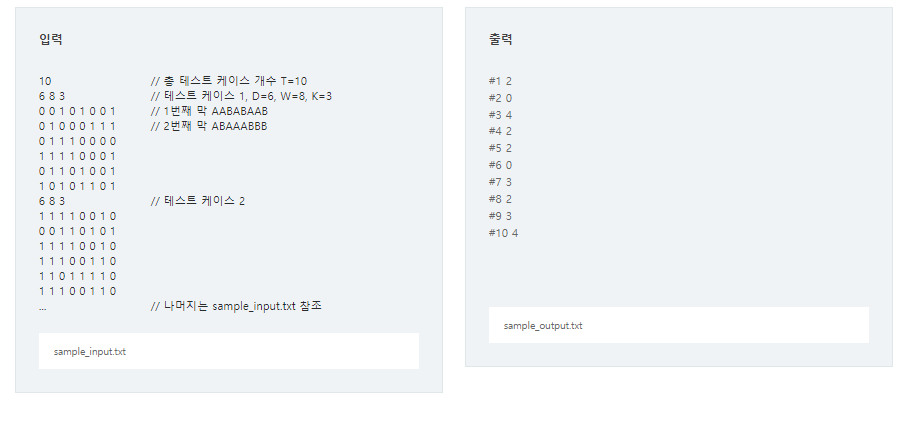 입력
10 // 총 테스트 케이스 개수 T=10
6 8 3 // 테스트 케이스 1, D=6, W=8, K=3
0 0 1 0 1 0 0 1 // 1번째 막 AABABAAB
0 1 0 0 0 1 1 1 // 2번째 막 ABAAABBB
0 1 1 1 0 0 0 0
1 1 1 1 0 0 0 1
0 1 1 0 1 0 0 1
1 0 1 0 1 1 0 1
6 8 3 // 테스트 케이스 2
1 1 1 1 0 0 1 0
0 0 1 1 0 1 0 1
1 1 1 1 0 0 1 0
1 1 1 0 0 1 1 0
1 1 0 1 1 1 1 0
1 1 1 0 0 1 1 0
... // 나머지는 sample_input.txt 참조
sample_input.txt
출력
#1 2
#2 0
#3 4
#4 2
#5 2
#6 0
#7 3
#8 2
#9 3
#10 4
sample_output.txt